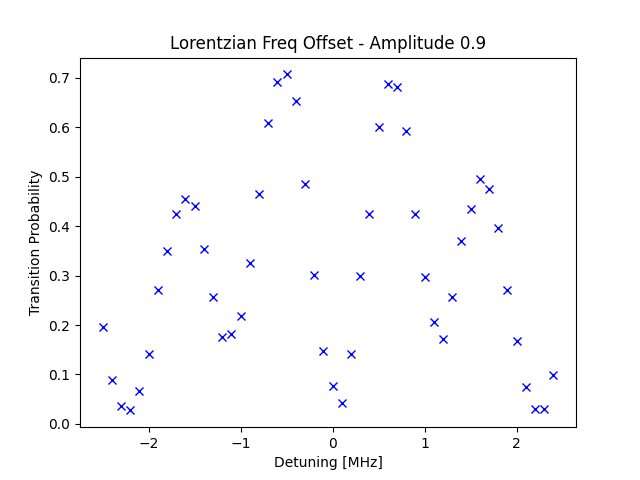 Lorentzian Freq Offset - Amplitude 0.9
Transition Probability
0.7
0.6
0.5
0.4
0.3
0.2
0.1
0.0
−2 −1 0 1 2
Detuning [MHz]